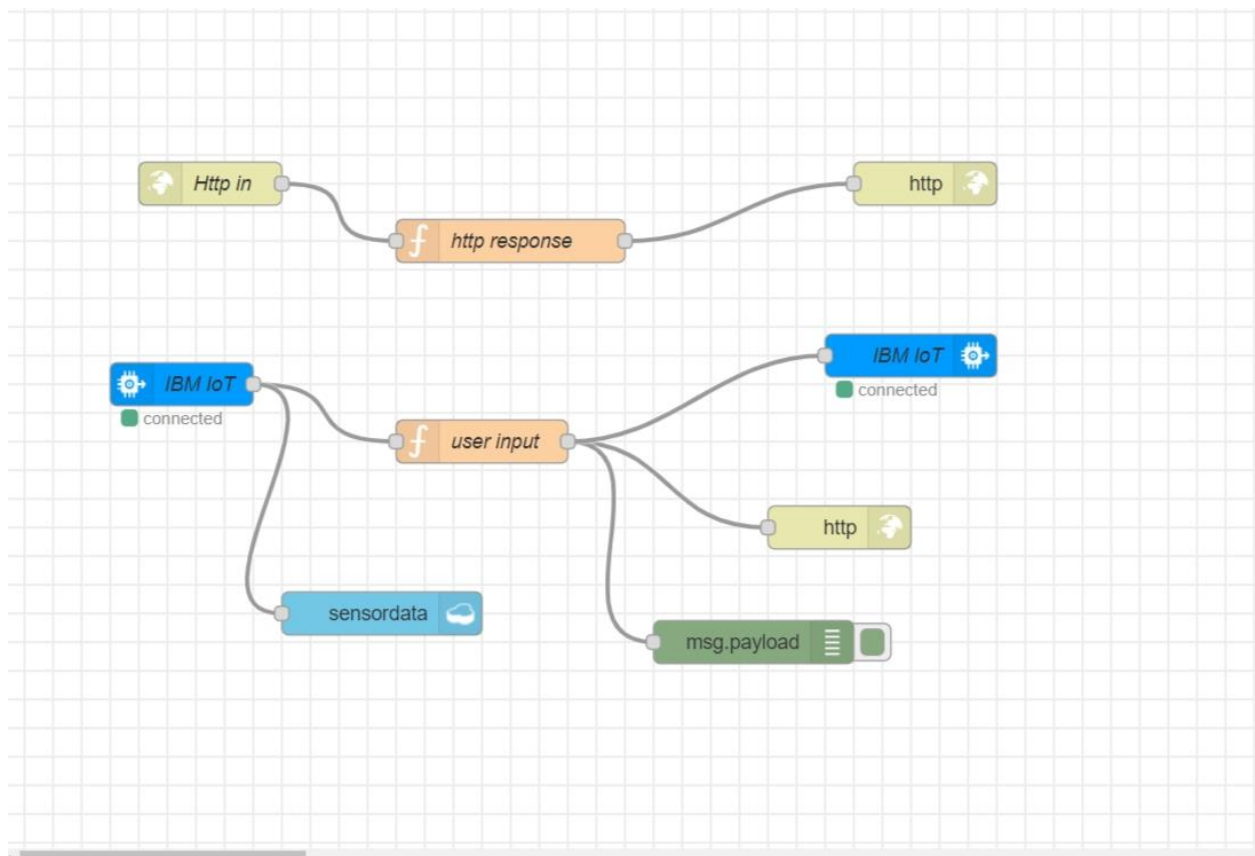 Http in
http
http response
IBM IoT
connected
IBM IoT
connected
user input
http
sensordata
msg.payload